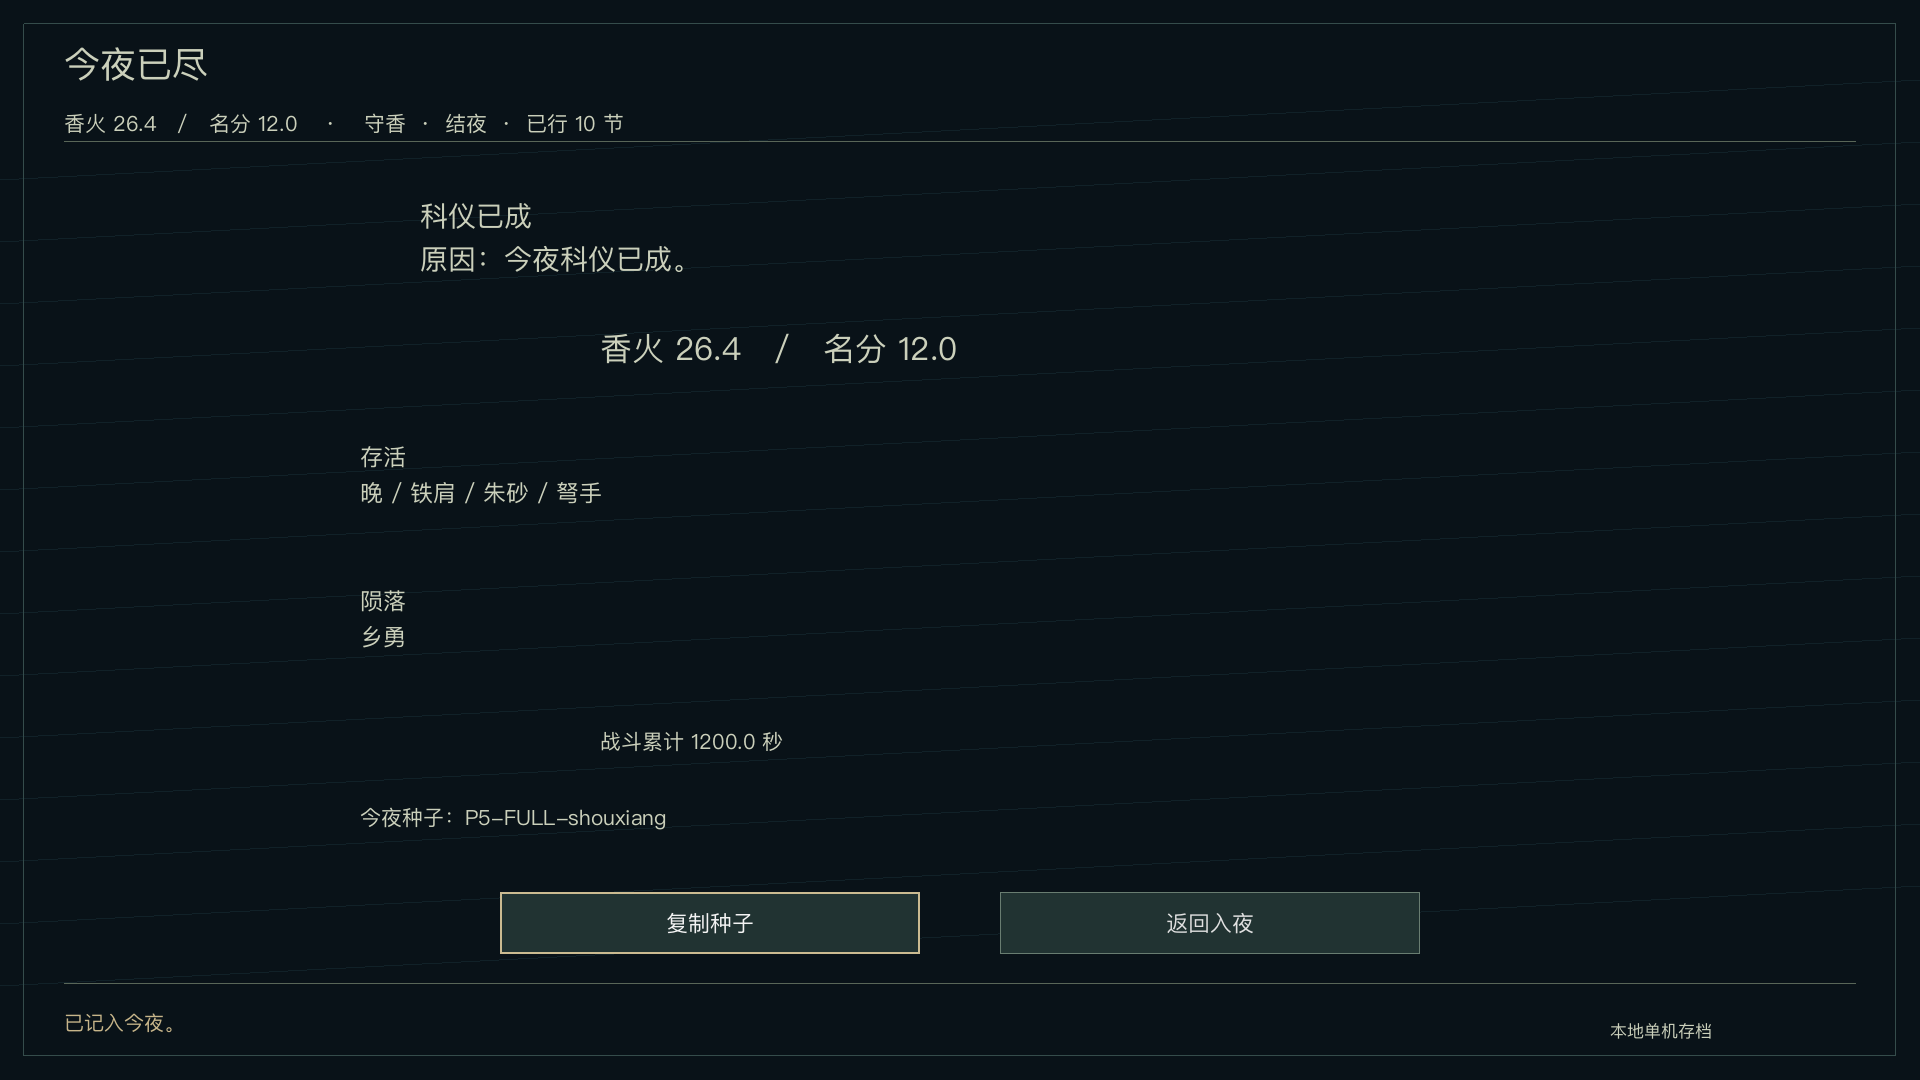 今夜已尽
香火 26.4 / 名分 12.0 · 守香 · 结夜 · 已行 10 节
科仪已成
原因：今夜科仪已成。
香火 26.4 / 名分 12.0
存活
晚 / 铁肩 / 朱砂 / 弩手
陨落
乡勇
战斗累计 1200.0 秒
今夜种子：P5-FULL-shouxiang
复制种子
返回入夜
已记入今夜。
本地单机存档